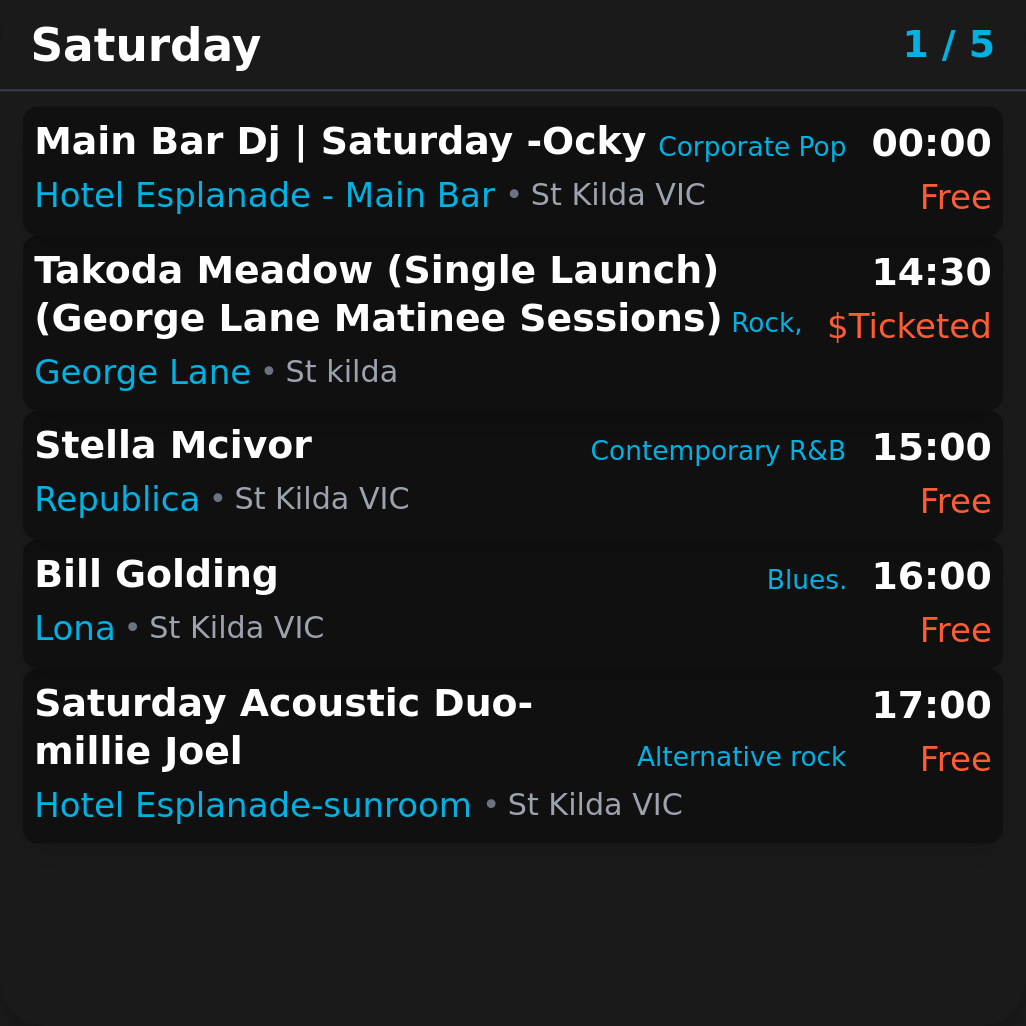 Saturday 1 / 5
Main Bar Dj | Saturday -Ocky Corporate Pop 00:00
Hotel Esplanade - Main Bar • St Kilda VIC Free
Takoda Meadow (Single Launch) 14:30
(George Lane Matinee Sessions) Rock, $Ticketed
George Lane • St kilda
Stella Mcivor Contemporary R&B 15:00
Republica • St Kilda VIC Free
Bill Golding Blues. 16:00
Lona • St Kilda VIC Free
Saturday Acoustic Duo- 17:00
millie Joel Alternative rock Free
Hotel Esplanade-sunroom • St Kilda VIC